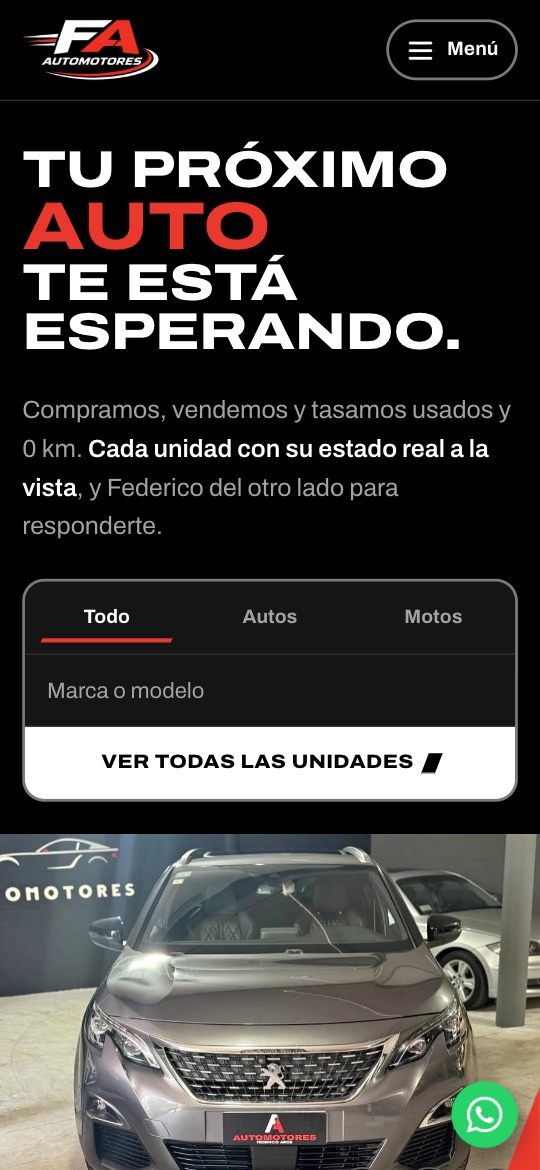 FA
AUTOMOTORES
Menú
TU PRÓXIMO
AUTO
TE ESTÁ
ESPERANDO.
Compramos, vendemos y tasamos usados y
0 km. Cada unidad con su estado real a la
vista, y Federico del otro lado para
responderte.
Todo
Autos
Motos
Marca o modelo
VER TODAS LAS UNIDADES
OMOTORES
AUTOMOTORES
FEDERICO ARCE